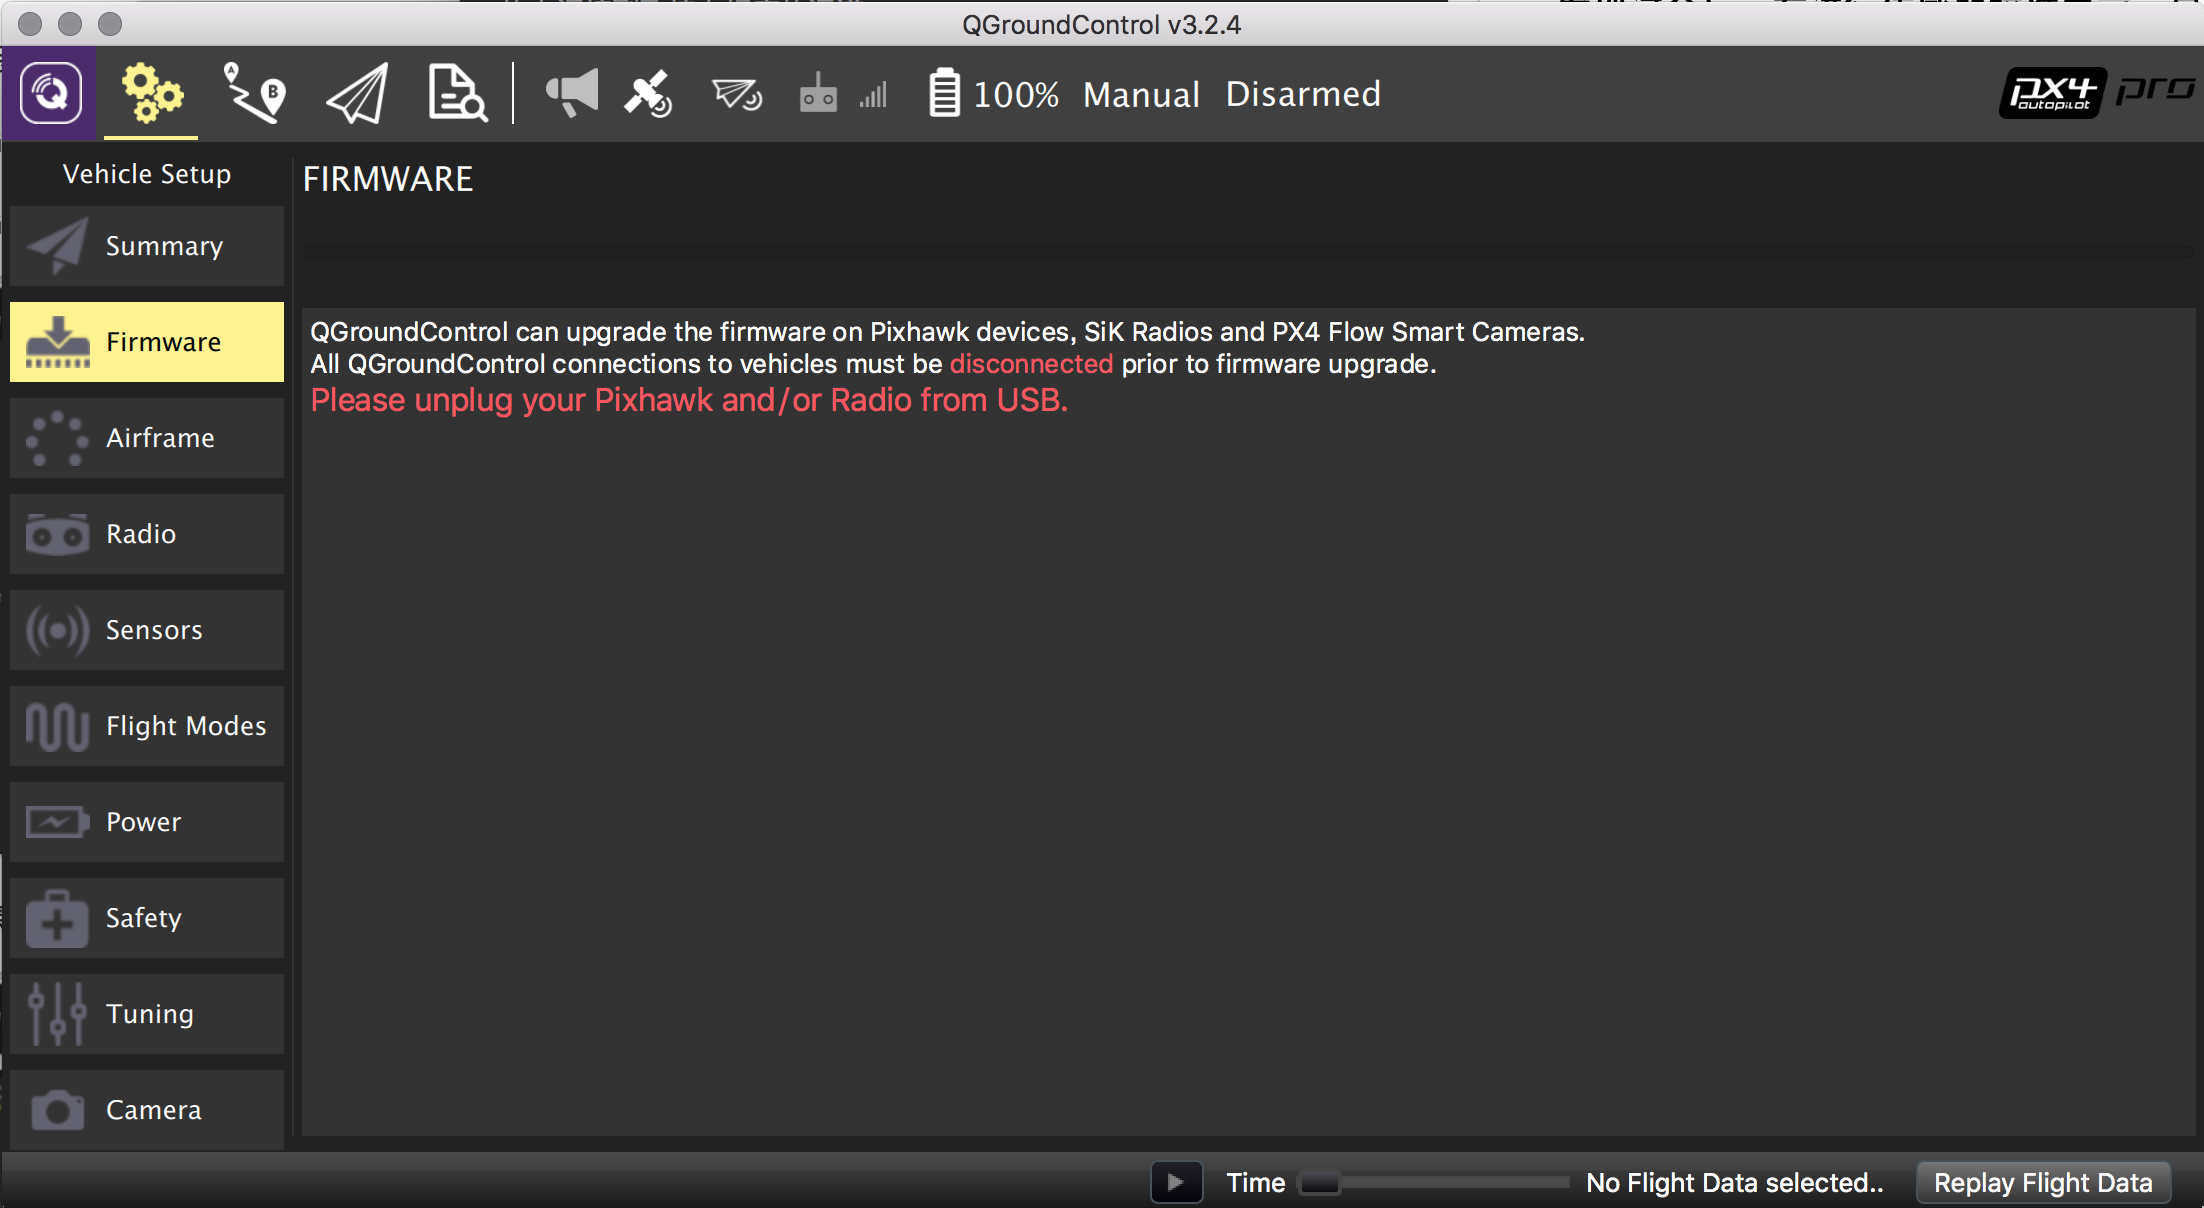 QGroundControl v3.2.4
100% Manual Disarmed
px4 autopilot pro
Vehicle Setup
Summary
Firmware
Airframe
Radio
Sensors
Flight Modes
Power
Safety
Tuning
Camera
FIRMWARE
QGroundControl can upgrade the firmware on Pixhawk devices, SiK Radios and PX4 Flow Smart Cameras.
All QGroundControl connections to vehicles must be disconnected prior to firmware upgrade.
Please unplug your Pixhawk and/or Radio from USB.
Time No Flight Data selected.. Replay Flight Data